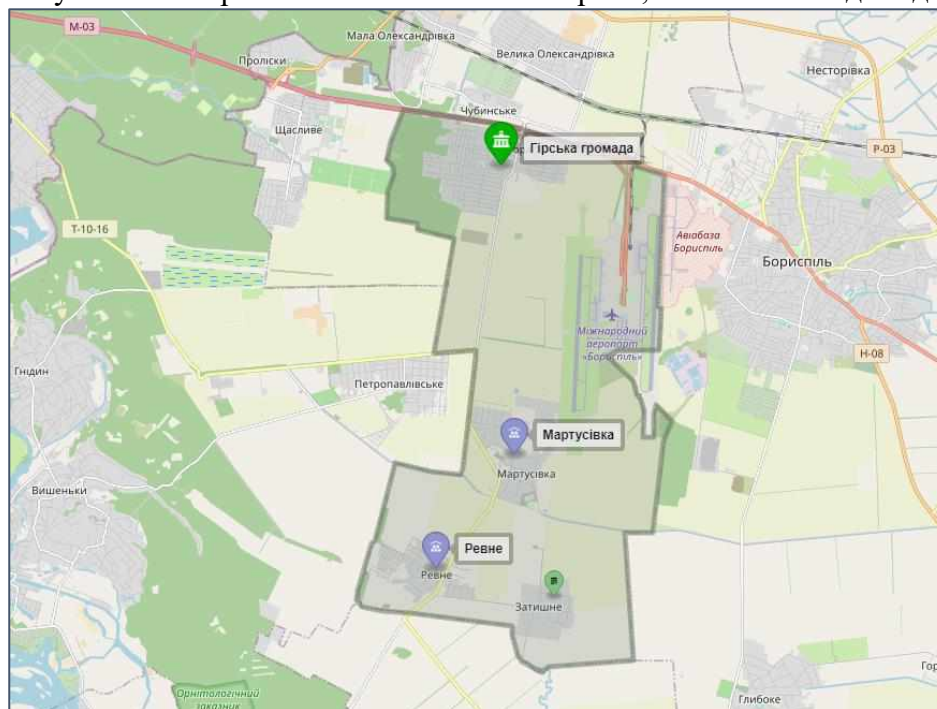 М-03
Мала Олександрівка
Проліски
Велика Олександрівка
Несторівка
Чубинське
Щасливе
Гірська громада
Р-03
Т-10-16
Авіабаза
Бориспіль
Бориспіль
Міжнародний
аеропорт
«Бориспіль»
Н-08
Гнідин
Петропавлівське
Мартусівка
Мартусівка
Вишеньки
Ревне
Ревне
Затишне
Орнітологічний
заказник
Глибоке